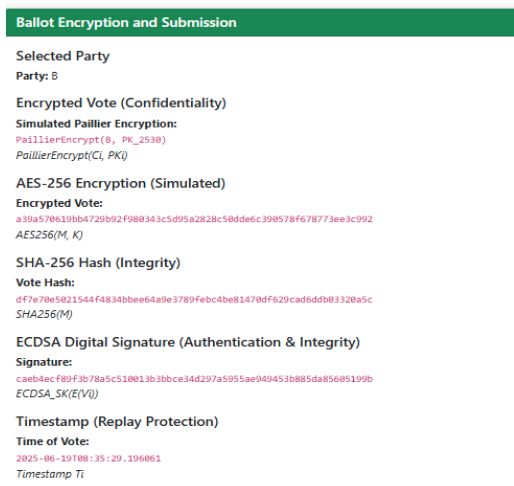 Ballot Encryption and Submission
Selected Party
Party: B
Encrypted Vote (Confidentiality)
Simulated Paillier Encryption:
PaillierEncrypt(B, PK_2530)
PaillierEncrypt(Ci, PKi)
AES-256 Encryption (Simulated)
Encrypted Vote:
a39a570619bb4729b92f980343c5d95a2828c50dde6c390578f678773ee3c992
AES256(M, K)
SHA-256 Hash (Integrity)
Vote Hash:
df7e70e5021544f4834bbee64a9e3789febc4be81470df629cad6ddb03320a5c
SHA256(M)
ECDSA Digital Signature (Authentication & Integrity)
Signature:
caeb4ecf89f3b78a5c510013b3bbce34d297a5955ae949453b885da85605199b
ECDSA_SK(E(Vi))
Timestamp (Replay Protection)
Time of Vote:
2025-06-19T08:35:29.196061
Timestamp Ti